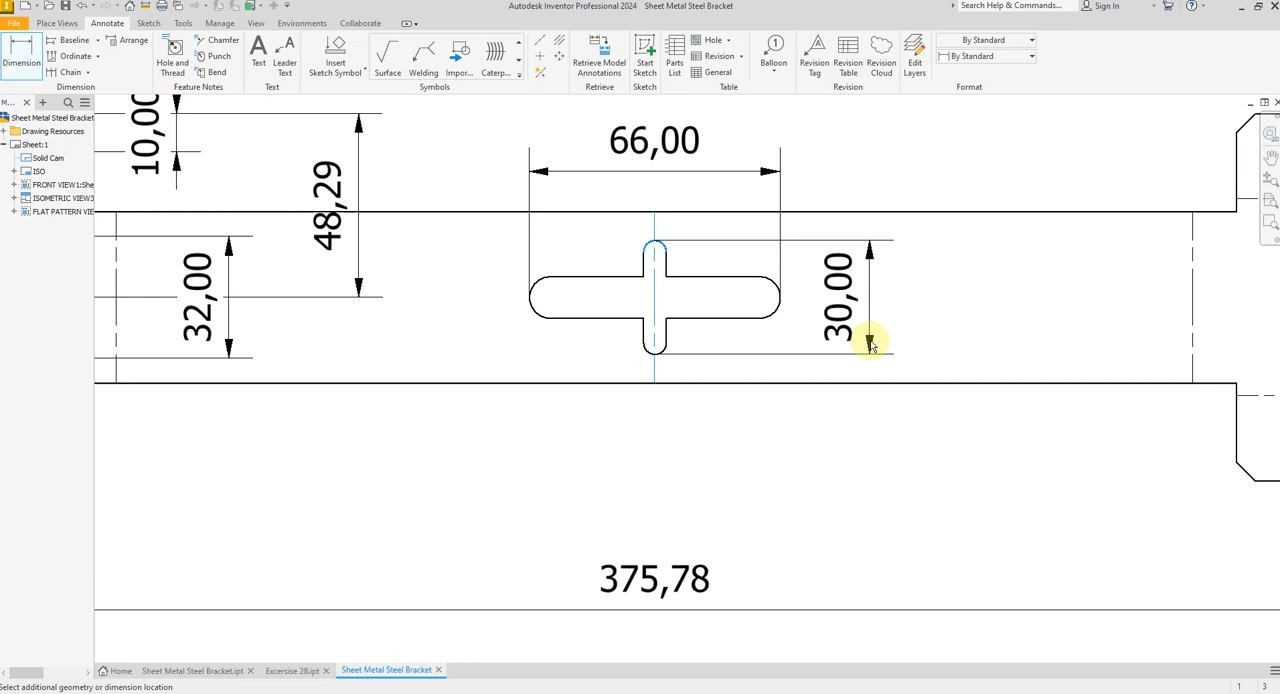 Autodesk Inventor Professional 2024 Sheet Metal Steel Bracket
Search Help & Commands...
Sign In
File Place Views Annotate Sketch Tools Manage View Environments Collaborate
Dimension
Baseline
Ordinate
Chain
Arrange
Dimension
Hole and Thread
Chamfer
Punch
Bend
Feature Notes
Text
Leader Text
Text
Insert Sketch Symbol
Surface
Welding
Impor...
Caterp...
Symbols
Retrieve Model Annotations
Retrieve
Start Sketch
Sketch
Parts List
Hole
Revision
General
Table
Balloon
Revision Tag
Revision Table
Revision Cloud
Revision
Edit Layers
By Standard
By Standard
Format
M...
Sheet Metal Steel Bracket
Drawing Resources
Sheet:1
Solid Cam
ISO
FRONT VIEW1:She
ISOMETRIC VIEW3
FLAT PATTERN VIE
10,00
48,29
32,00
66,00
30,00
375,78
Home Sheet Metal Steel Bracket.ipt Excersise 28.ipt Sheet Metal Steel Bracket
Select additional geometry or dimension location
1 3